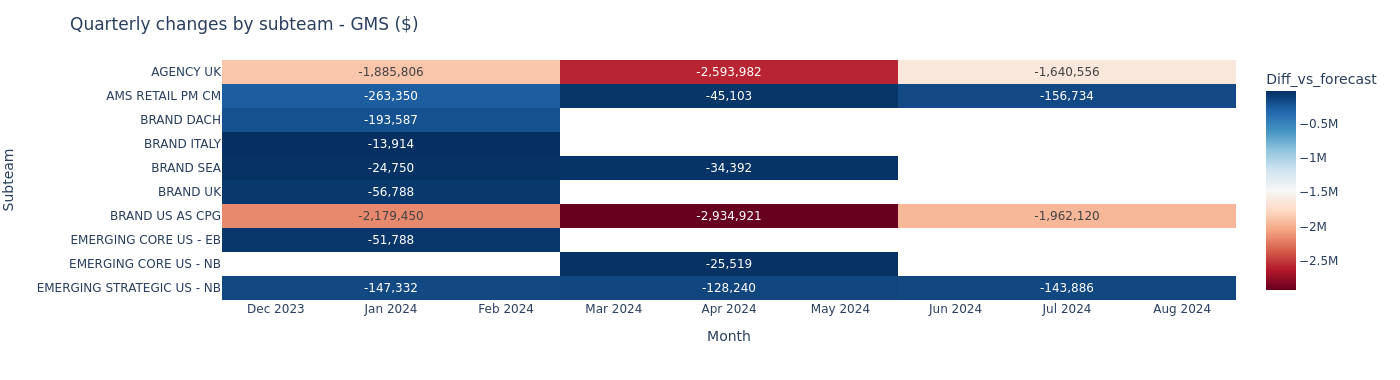 Quarterly changes by subteam - GMS ($)
Subteam
AGENCY UK -1,885,806 -2,593,982 -1,640,556
AMS RETAIL PM CM -263,350 -45,103 -156,734
BRAND DACH -193,587
BRAND ITALY -13,914
BRAND SEA -24,750 -34,392
BRAND UK -56,788
BRAND US AS CPG -2,179,450 -2,934,921 -1,962,120
EMERGING CORE US - EB -51,788
EMERGING CORE US - NB -25,519
EMERGING STRATEGIC US - NB -147,332 -128,240 -143,886
Dec 2023 Jan 2024 Feb 2024 Mar 2024 Apr 2024 May 2024 Jun 2024 Jul 2024 Aug 2024
Month
Diff_vs_forecast
−0.5M
−1M
−1.5M
−2M
−2.5M